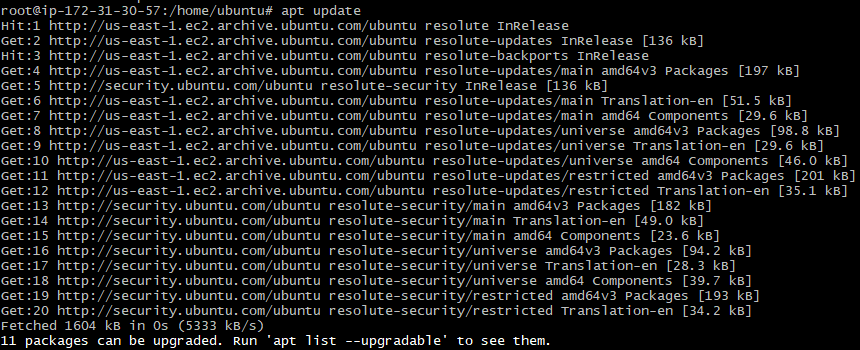 root@ip-172-31-30-57:/home/ubuntu# apt update
Hit:1 http://us-east-1.ec2.archive.ubuntu.com/ubuntu resolute InRelease
Get:2 http://us-east-1.ec2.archive.ubuntu.com/ubuntu resolute-updates InRelease [136 kB]
Hit:3 http://us-east-1.ec2.archive.ubuntu.com/ubuntu resolute-backports InRelease
Get:4 http://us-east-1.ec2.archive.ubuntu.com/ubuntu resolute-updates/main amd64v3 Packages [197 kB]
Get:5 http://security.ubuntu.com/ubuntu resolute-security InRelease [136 kB]
Get:6 http://us-east-1.ec2.archive.ubuntu.com/ubuntu resolute-updates/main Translation-en [51.5 kB]
Get:7 http://us-east-1.ec2.archive.ubuntu.com/ubuntu resolute-updates/main amd64 Components [29.6 kB]
Get:8 http://us-east-1.ec2.archive.ubuntu.com/ubuntu resolute-updates/universe amd64v3 Packages [98.8 kB]
Get:9 http://us-east-1.ec2.archive.ubuntu.com/ubuntu resolute-updates/universe Translation-en [29.6 kB]
Get:10 http://us-east-1.ec2.archive.ubuntu.com/ubuntu resolute-updates/universe amd64 Components [46.0 kB]
Get:11 http://us-east-1.ec2.archive.ubuntu.com/ubuntu resolute-updates/restricted amd64v3 Packages [201 kB]
Get:12 http://us-east-1.ec2.archive.ubuntu.com/ubuntu resolute-updates/restricted Translation-en [35.1 kB]
Get:13 http://security.ubuntu.com/ubuntu resolute-security/main amd64v3 Packages [182 kB]
Get:14 http://security.ubuntu.com/ubuntu resolute-security/main Translation-en [49.0 kB]
Get:15 http://security.ubuntu.com/ubuntu resolute-security/main amd64 Components [23.6 kB]
Get:16 http://security.ubuntu.com/ubuntu resolute-security/universe amd64v3 Packages [94.2 kB]
Get:17 http://security.ubuntu.com/ubuntu resolute-security/universe Translation-en [28.3 kB]
Get:18 http://security.ubuntu.com/ubuntu resolute-security/universe amd64 Components [39.7 kB]
Get:19 http://security.ubuntu.com/ubuntu resolute-security/restricted amd64v3 Packages [193 kB]
Get:20 http://security.ubuntu.com/ubuntu resolute-security/restricted Translation-en [34.2 kB]
Fetched 1604 kB in 0s (5333 kB/s)
11 packages can be upgraded. Run 'apt list --upgradable' to see them.